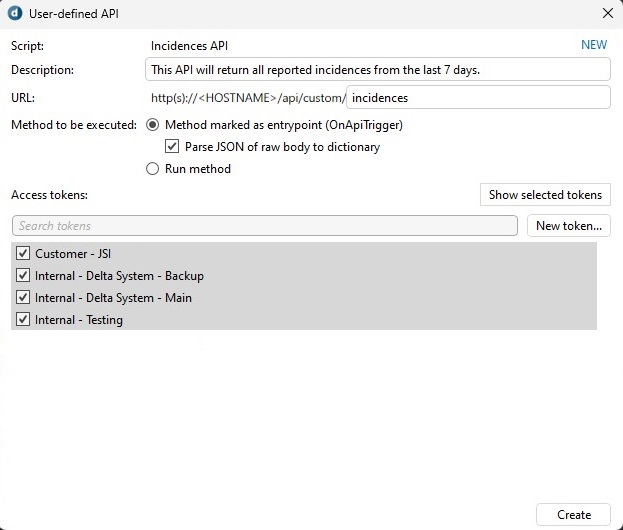 d User-defined API
Script: Incidences API NEW
Description: This API will return all reported incidences from the last 7 days.
URL: http(s)://<HOSTNAME>/api/custom/ incidences
Method to be executed: Method marked as entrypoint (OnApiTrigger)
Parse JSON of raw body to dictionary
Run method
Access tokens: Show selected tokens
Search tokens New token...
Customer - JSI
Internal - Delta System - Backup
Internal - Delta System - Main
Internal - Testing
Create